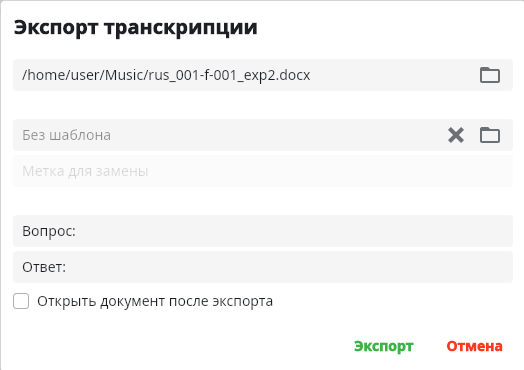 Экспорт транскрипции
/home/user/Music/rus_001-f-001_exp2.docx
Без шаблона
Метка для замены
Вопрос:
Ответ:
Открыть документ после экспорта
Экспорт Отмена